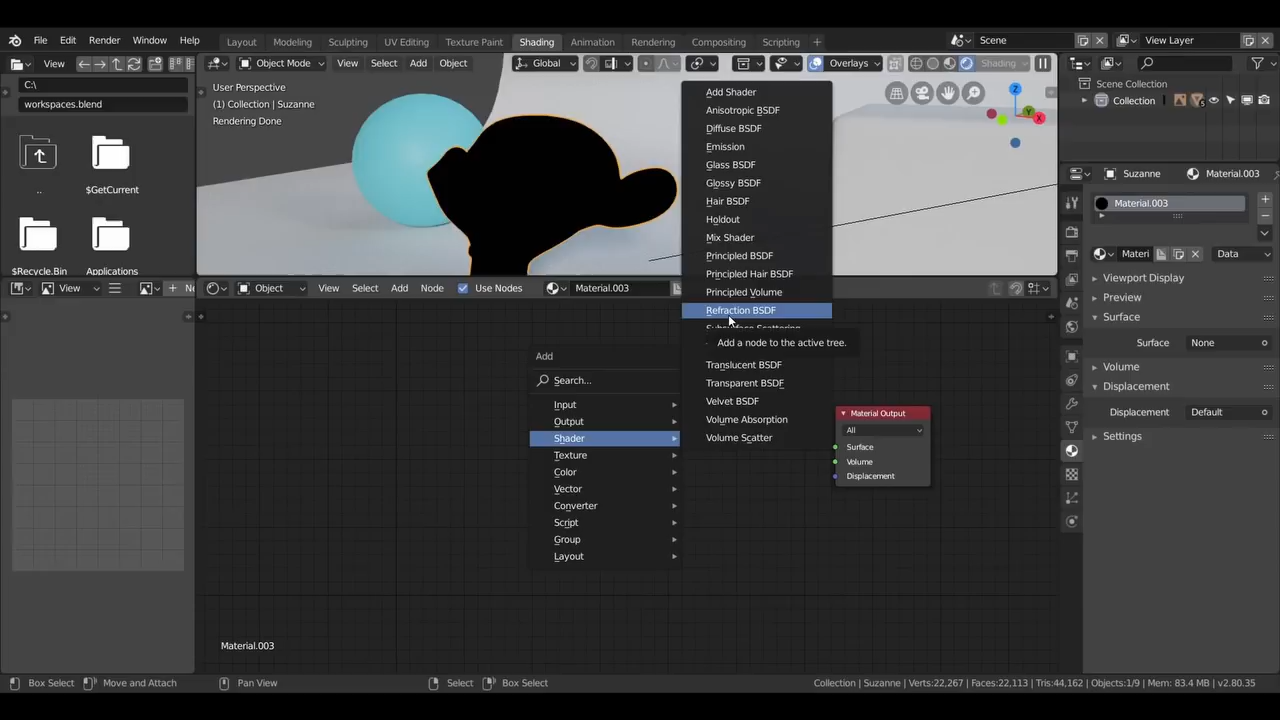 File Edit Render Window Help
Layout Modeling Sculpting UV Editing Texture Paint Shading Animation Rendering Compositing Scripting +
Scene
View Layer
View
Object Mode View Select Add Object
Global
Overlays
Shading
C:\
workspaces.blend
..
$GetCurrent
$Recycle.Bin
Applications
User Perspective
(1) Collection | Suzanne
Rendering Done
Z
Y
X
Scene Collection
Collection
5
Add Shader
Anisotropic BSDF
Diffuse BSDF
Emission
Glass BSDF
Glossy BSDF
Hair BSDF
Holdout
Mix Shader
Principled BSDF
Principled Hair BSDF
Principled Volume
Refraction BSDF
Subsurface Scattering
Add a node to the active tree.
Translucent BSDF
Transparent BSDF
Velvet BSDF
Volume Absorption
Volume Scatter
View
Ne
Object View Select Add Node Use Nodes Material.003
Add
Search...
Input
Output
Shader
Texture
Color
Vector
Converter
Script
Group
Layout
Material Output
All
Surface
Volume
Displacement
Material.003
Suzanne Material.003
Material.003
Materi Data
Viewport Display
Preview
Surface
Surface None
Volume
Displacement
Displacement Default
Settings
Box Select Move and Attach Pan View Select Box Select
Collection | Suzanne | Verts:22,267 | Faces:22,113 | Tris:44,162 | Objects:1/9 | Mem: 83.4 MB | v2.80.35